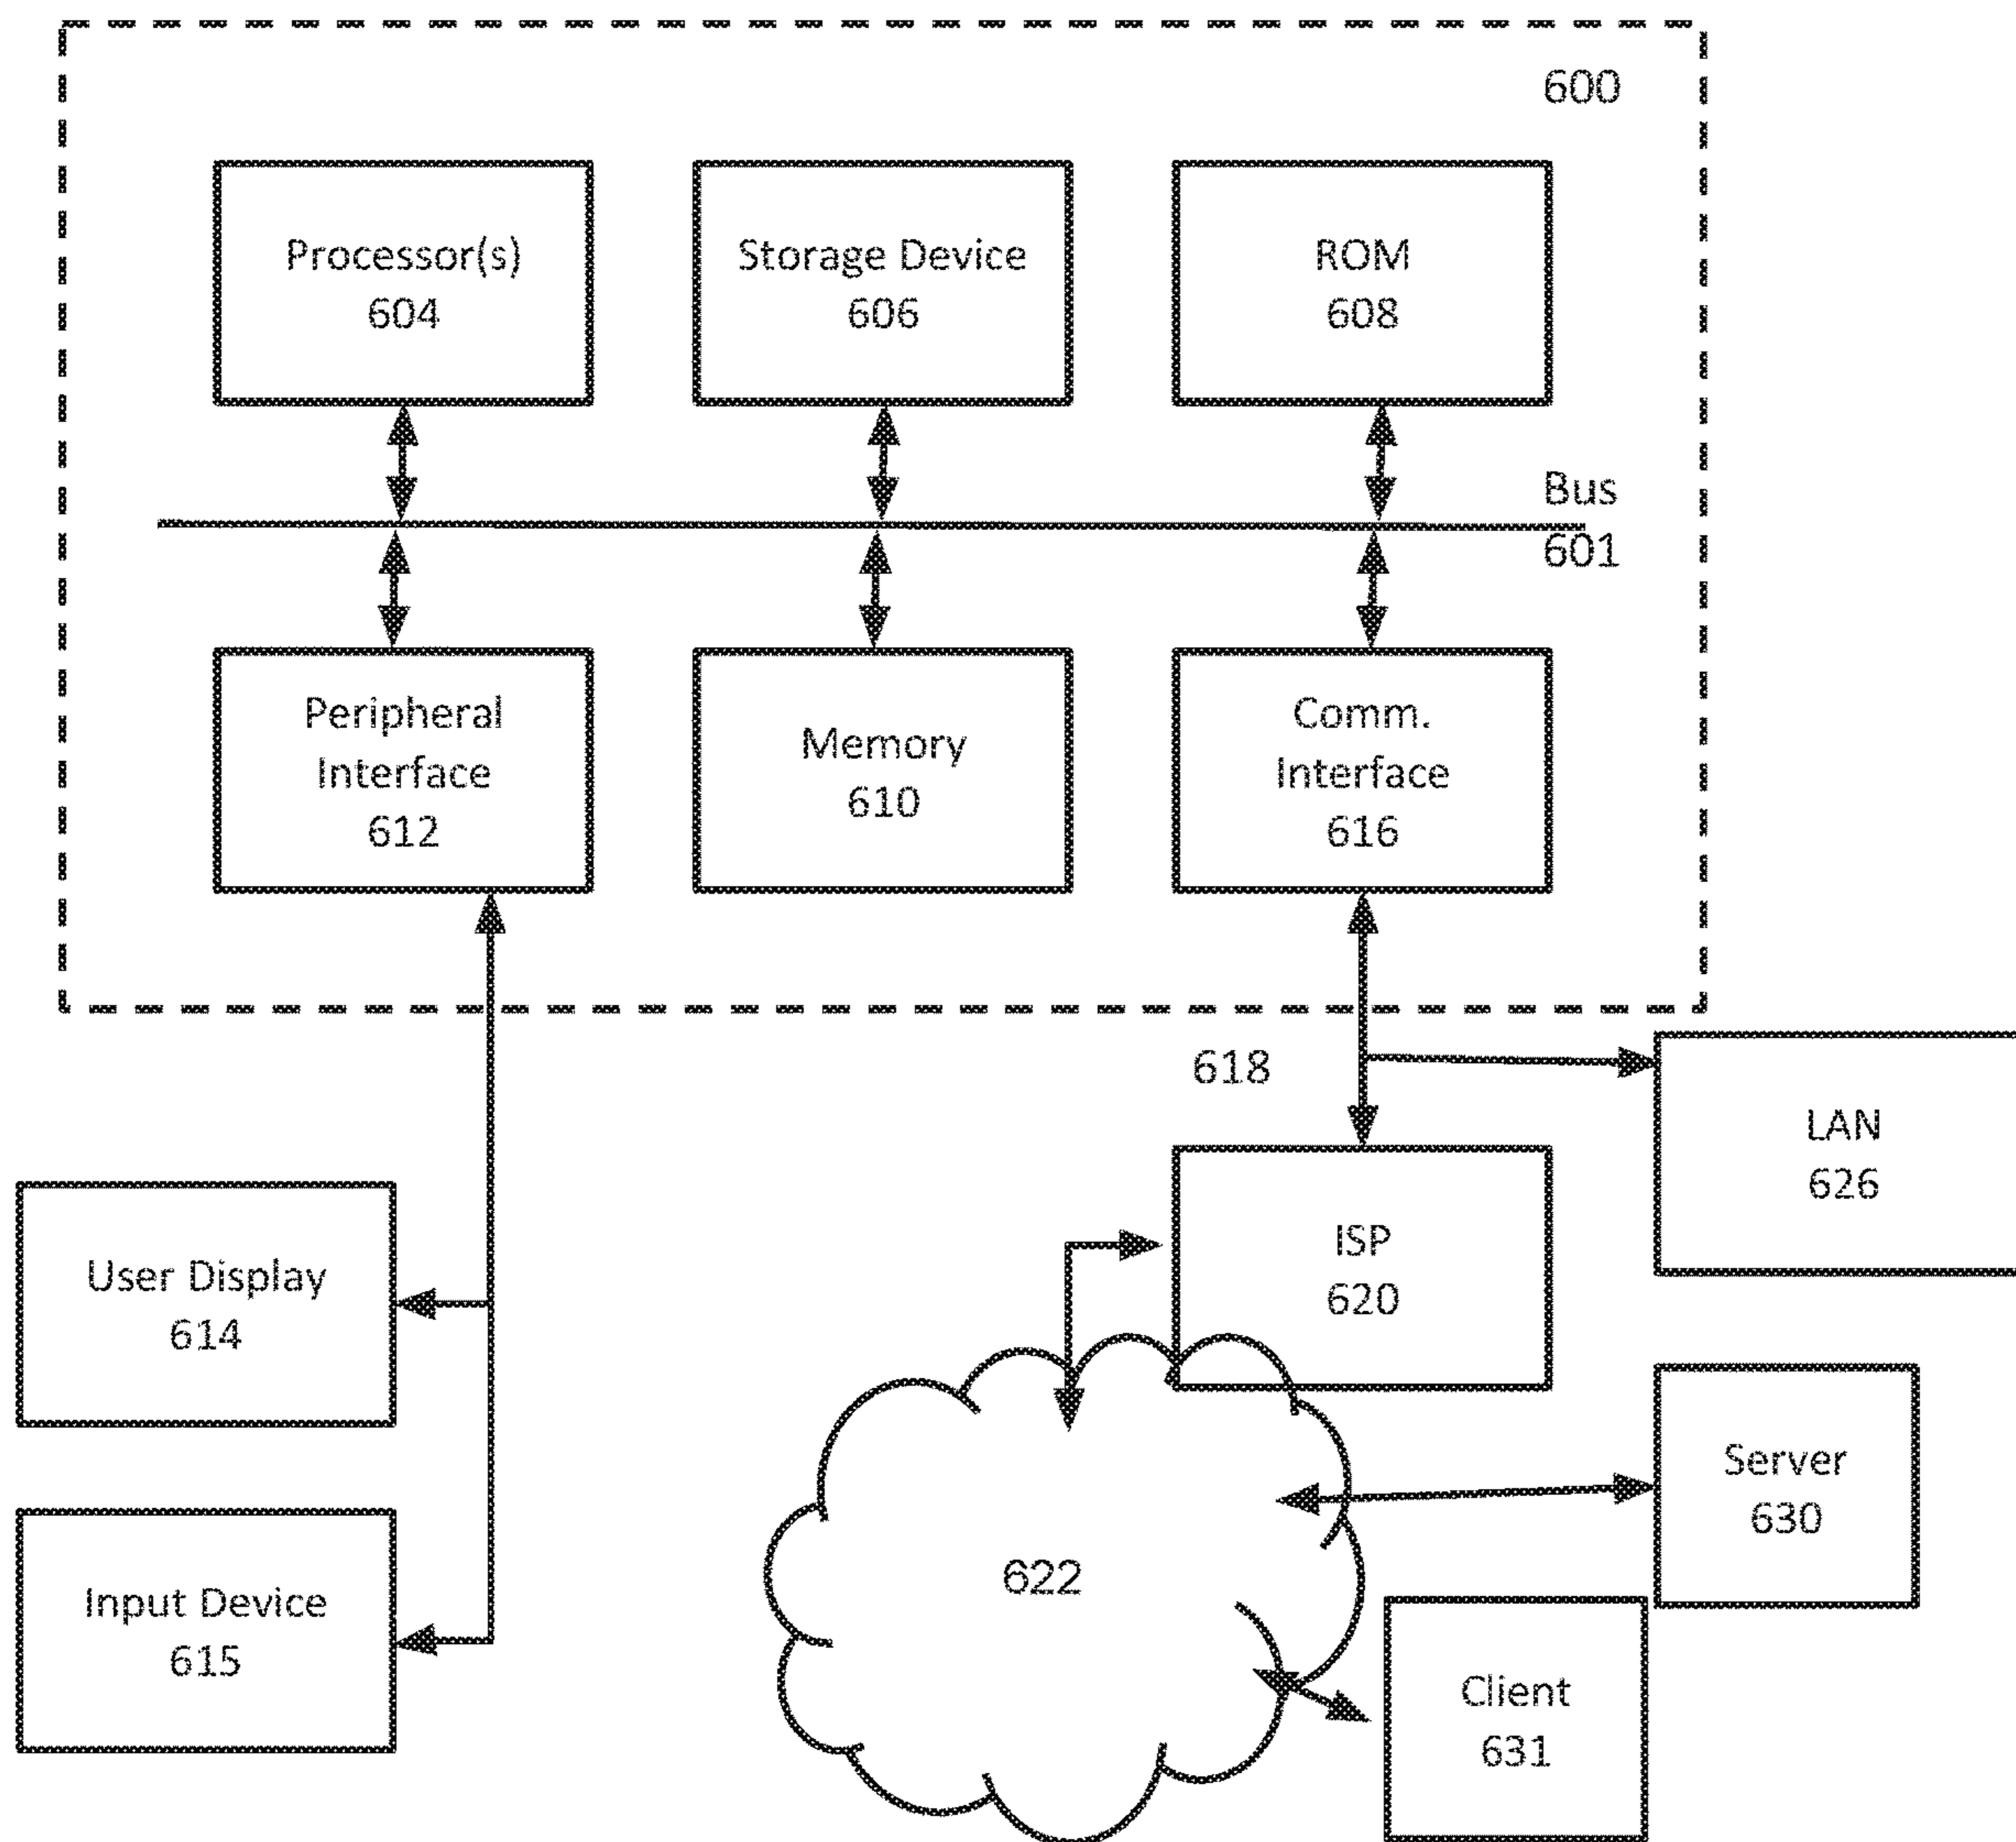 600
Processor(s)
604
Storage Device
606
ROM
608
Bus
601
Peripheral
Interface
612
Memory
610
Comm.
Interface
616
618
LAN
626
ISP
620
User Display
614
Server
630
Input Device
615
622
Client
631